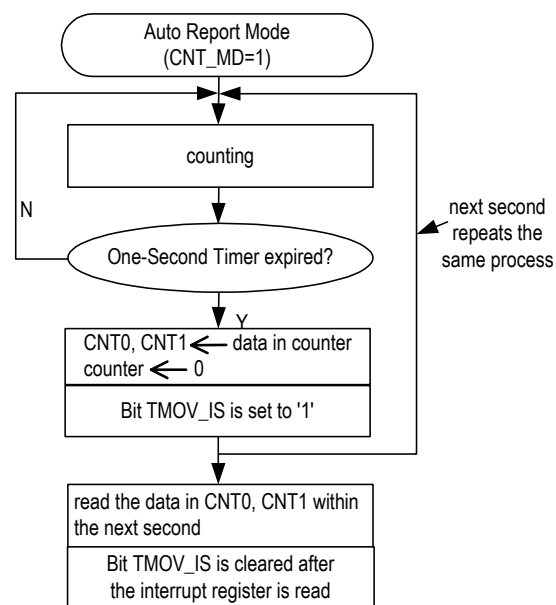 Auto Report Mode
(CNT_MD=1)
counting
N
next second
repeats the
same process
One-Second Timer expired?
Y
CNT0, CNT1 ← data in counter
counter ← 0
Bit TMOV_IS is set to '1'
read the data in CNT0, CNT1 within
the next second
Bit TMOV_IS is cleared after
the interrupt register is read